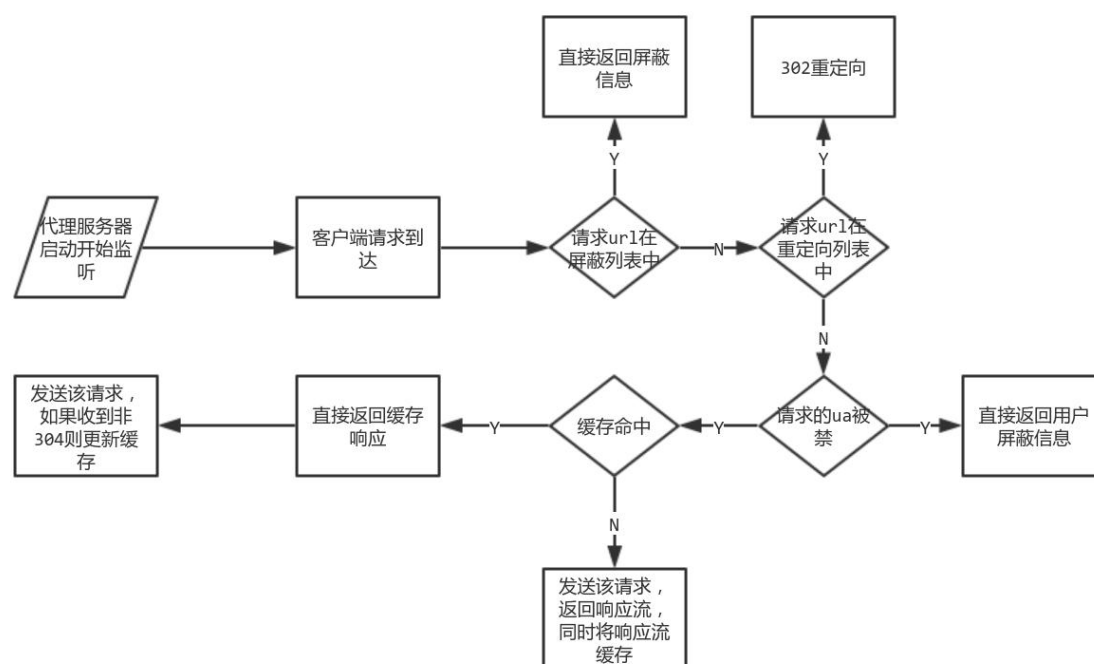 直接返回屏蔽
信息
302重定向
Y
Y
代理服务器
启动开始监
听
客户端请求到
达
请求url在
屏蔽列表中
N
请求url在
重定向列表
中
N
发送该请求，
如果收到非
304则更新缓
存
直接返回缓存
响应
Y
缓存命中
Y
请求的ua被
禁
Y
直接返回用户
屏蔽信息
N
发送该请求，
返回响应流，
同时将响应流
缓存